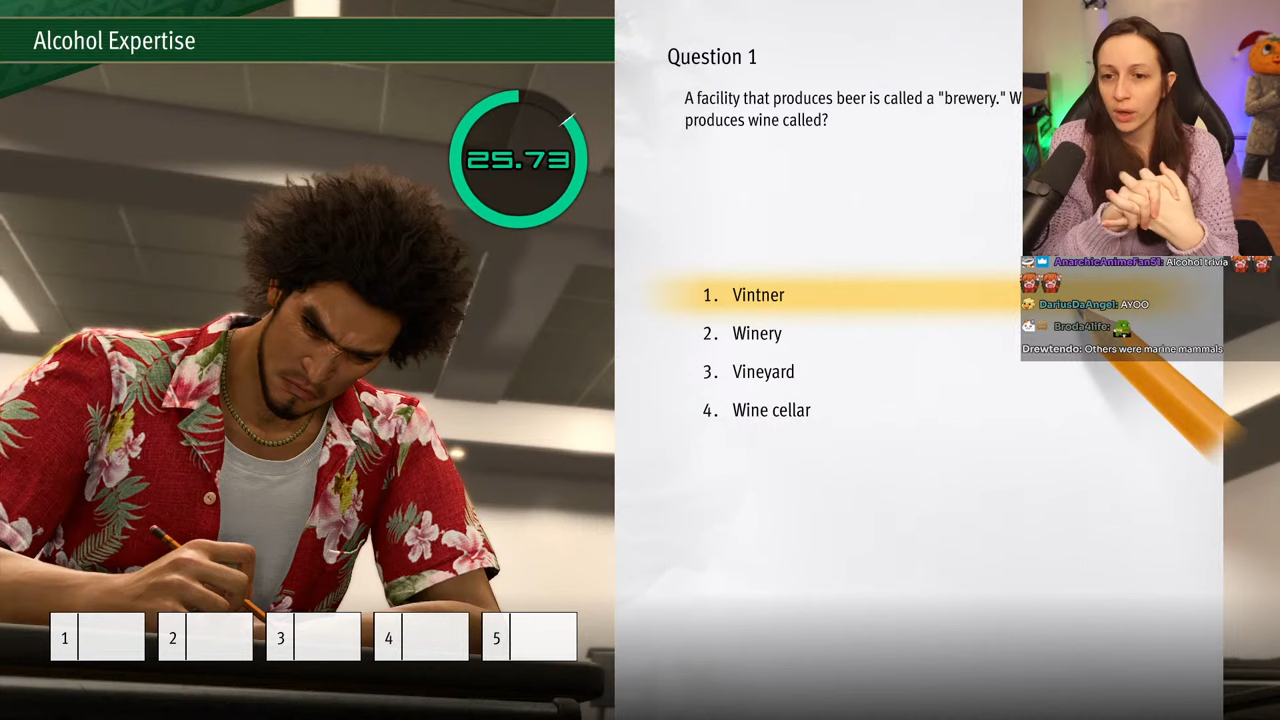 Alcohol Expertise
25.73
Question 1
A facility that produces beer is called a "brewery." W
produces wine called?
1. Vintner
2. Winery
3. Vineyard
4. Wine cellar
AnarchicAnimeFan51: Alcohol trivia
DariusDaAngel: AYOO
Broda4life:
Drewtendo: Others were marine mammals
1
2
3
4
5